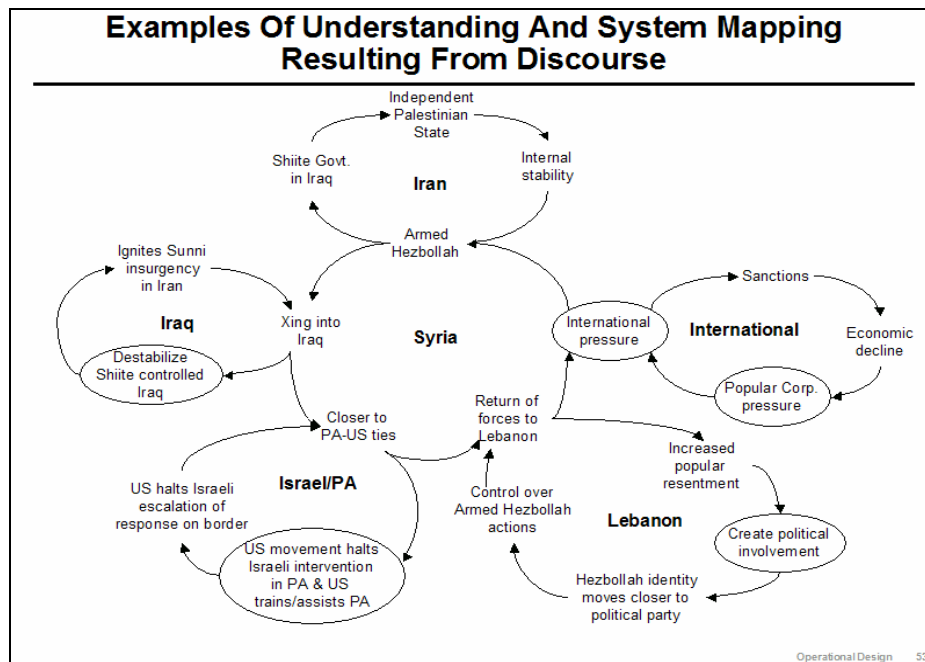 Examples Of Understanding And System Mapping
Resulting From Discourse
Independent
Palestinian
State
Shiite Govt.
in Iraq
Iran
Internal
stability
Armed
Hezbollah
Ignites Sunni
insurgency
in Iran
Iraq
Xing into
Iraq
Destabilize
Shiite controlled
Iraq
Syria
Sanctions
International
pressure
International
Economic
decline
Popular Corp.
pressure
Closer to
PA-US ties
Return of
forces to
Lebanon
Increased
popular
resentment
US halts Israeli
escalation of
response on border
Israel/PA
Control over
Armed Hezbollah
actions
Lebanon
Create political
involvement
US movement halts
Israeli intervention
in PA & US
trains/assists PA
Hezbollah identity
moves closer to
political party
Operational Design 53